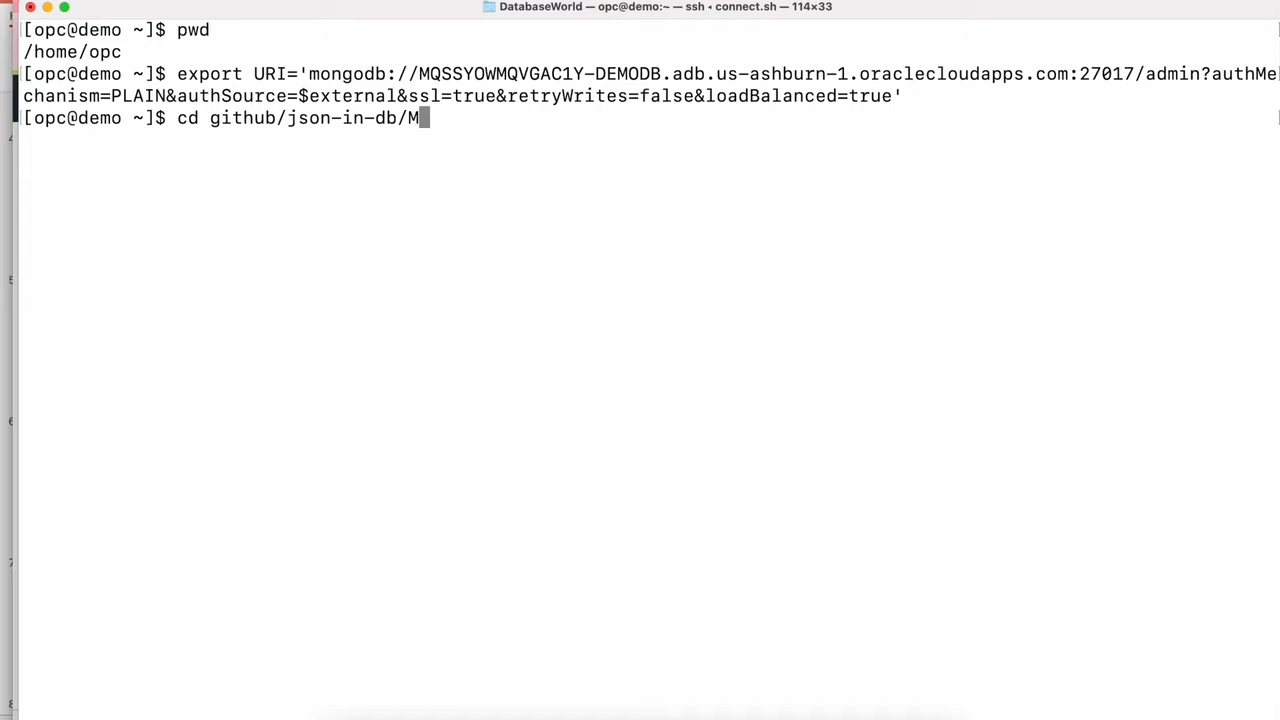 DatabaseWorld — opc@demo:~ — ssh ‹ connect.sh — 114×33
[opc@demo ~]$ pwd
/home/opc
[opc@demo ~]$ export URI='mongodb://MQSSYOWMQVGAC1Y-DEMODB.adb.us-ashburn-1.oraclecloudapps.com:27017/admin?authMe
chanism=PLAIN&authSource=$external&ssl=true&retryWrites=false&loadBalanced=true'
[opc@demo ~]$ cd github/json-in-db/M